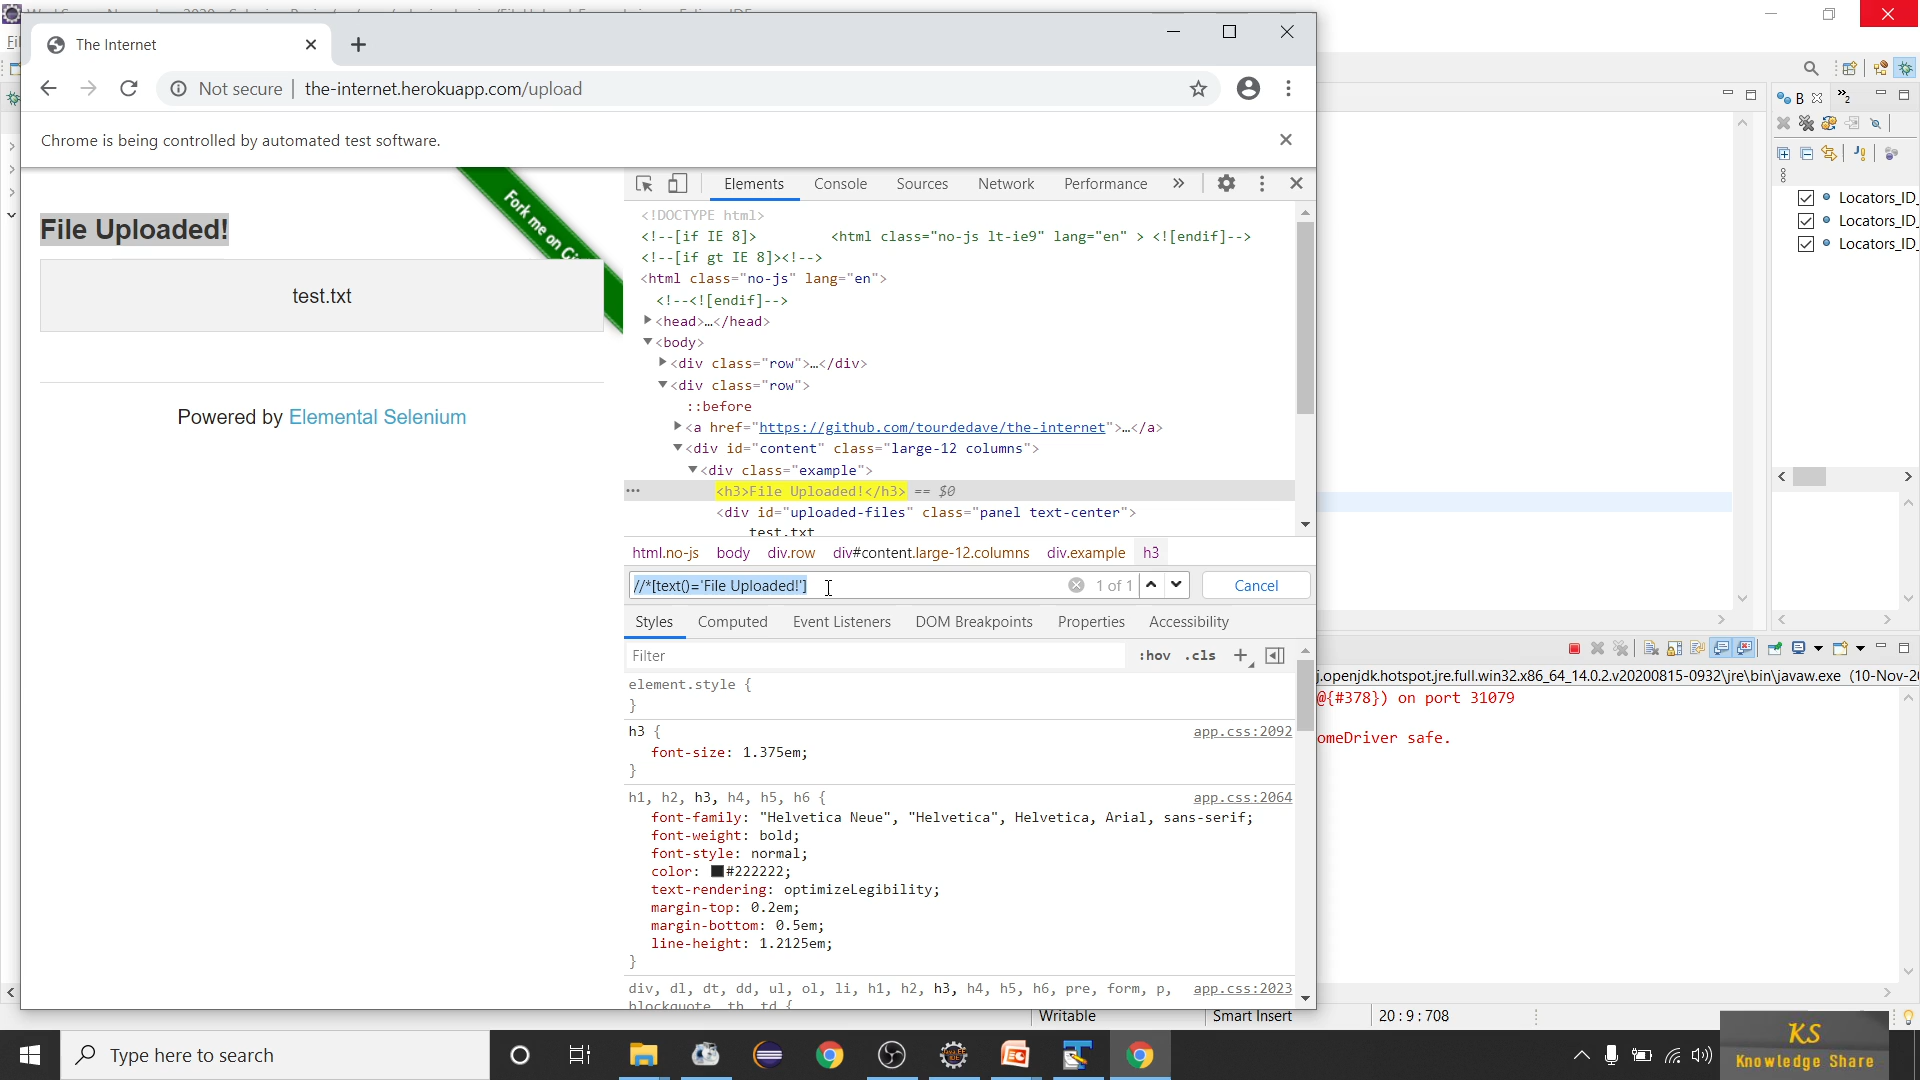 The Internet
Not secure
the-internet.herokuapp.com/upload
Chrome is being controlled by automated test software.
File Uploaded!
test.txt
Fork me on Gi
Powered by Elemental Selenium
Elements
Console
Sources
Network
Performance
<!DOCTYPE html>
<!--[if IE 8]> <html class="no-js lt-ie9" lang="en" > <![endif]-->
<!--[if gt IE 8]><!-->
<html class="no-js" lang="en">
<!--<![endif]-->
<head>…</head>
<body>
<div class="row">…</div>
<div class="row">
::before
<a href="https://github.com/tourdedave/the-internet">…</a>
<div id="content" class="large-12 columns">
<div class="example">
<h3>File Uploaded!</h3> == $0
<div id="uploaded-files" class="panel text-center">
test.txt
html.no-js body div.row div#content.large-12.columns div.example h3
//*[text()='File Uploaded!']
1 of 1
Cancel
Styles
Computed
Event Listeners
DOM Breakpoints
Properties
Accessibility
Filter
:hov .cls
element.style {
}
h3 {
app.css:2092
font-size: 1.375em;
}
h1, h2, h3, h4, h5, h6 {
app.css:2064
font-family: "Helvetica Neue", "Helvetica", Helvetica, Arial, sans-serif;
font-weight: bold;
font-style: normal;
color: #222222;
text-rendering: optimizeLegibility;
margin-top: 0.2em;
margin-bottom: 0.5em;
line-height: 1.2125em;
}
div, dl, dt, dd, ul, ol, li, h1, h2, h3, h4, h5, h6, pre, form, p,
app.css:2023
blockquote, th, td {
B
Locators_ID_
Locators_ID_
Locators_ID_
j.openjdk.hotspot.jre.full.win32.x86_64_14.0.2.v20200815-0932\jre\bin\javaw.exe (10-Nov-2
@{#378}) on port 31079
omeDriver safe.
Writable
Smart Insert
20 : 9 : 708
Type here to search
KS
Knowledge Share